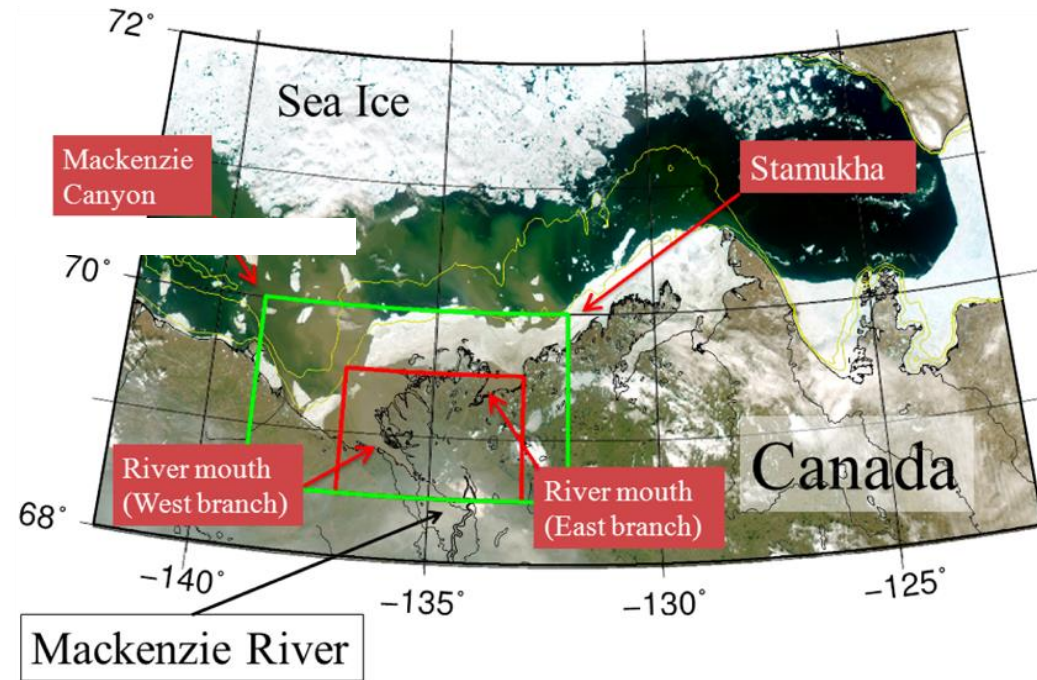 72°
Sea Ice
Mackenzie
Canyon
Stamukha
70°
River mouth
(West branch)
River mouth
(East branch)
Canada
68°
-140°
-135°
-130°
-125°
Mackenzie River